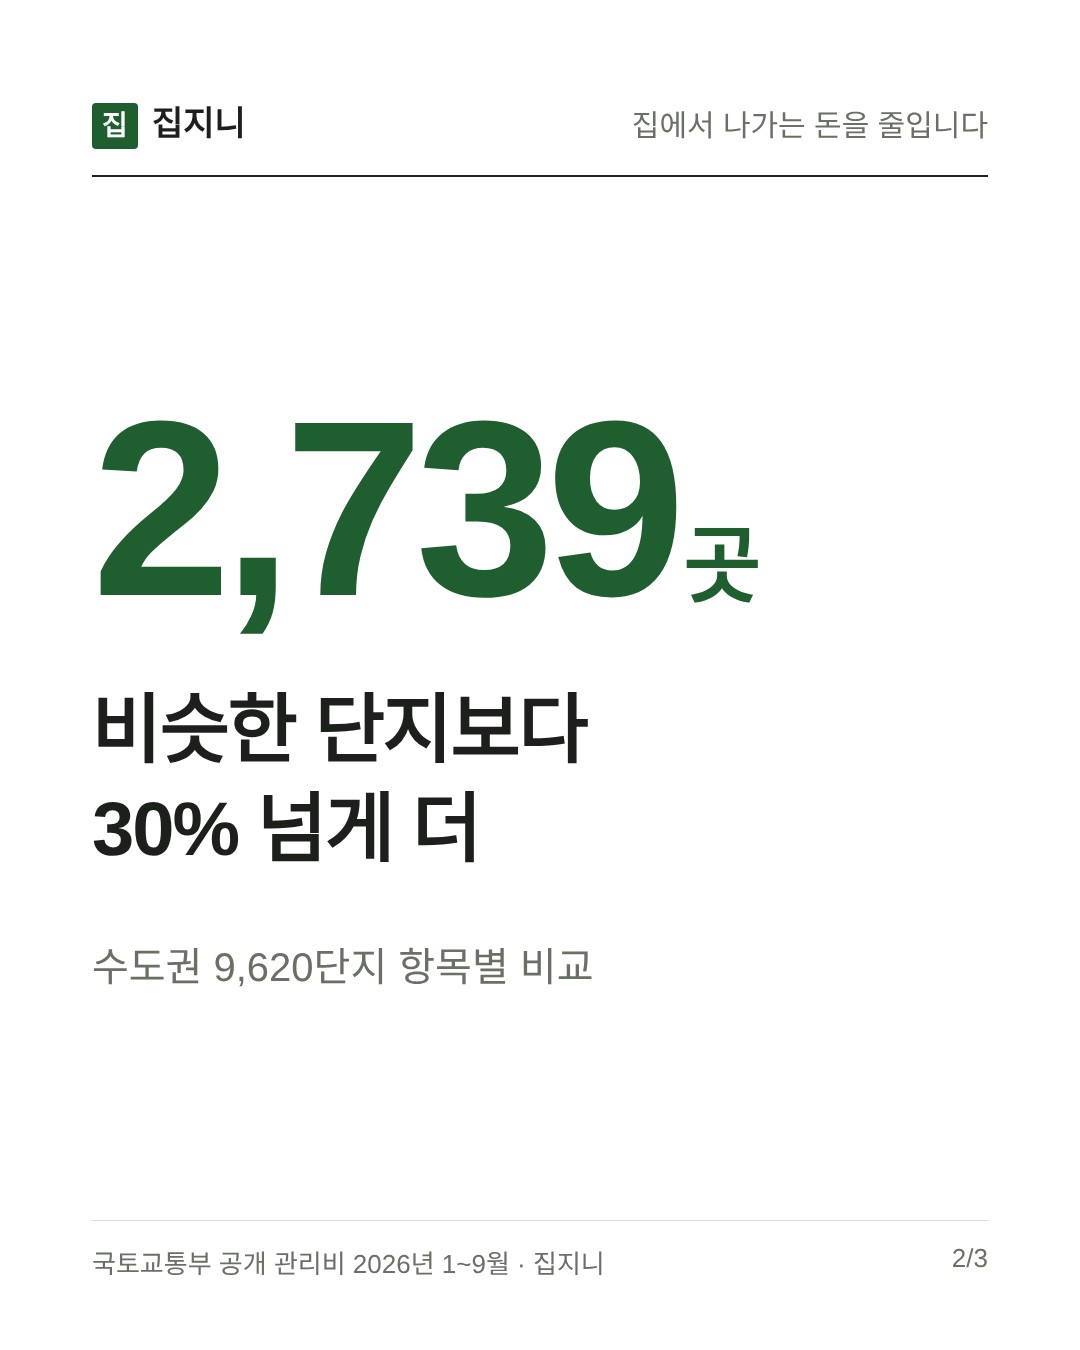 집 집지니
집에서 나가는 돈을 줄입니다
2,739곳
비슷한 단지보다
30% 넘게 더
수도권 9,620단지 항목별 비교
국토교통부 공개 관리비 2026년 1~9월 · 집지니
2/3